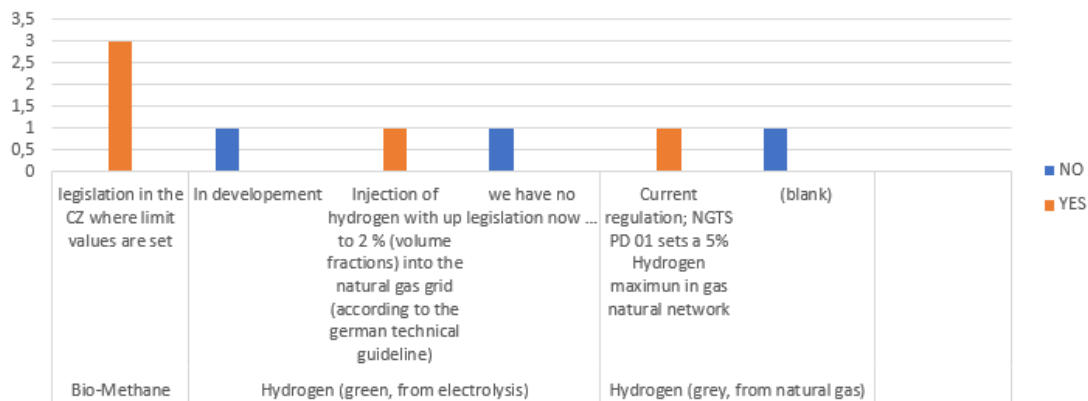 3,5
3
2,5
2
1,5
1
0,5
0
legislation in the
CZ where limit
values are set
In developement
Injection of
hydrogen with up
to 2 % (volume
fractions) into the
natural gas grid
(according to the
german technical
guideline)
we have no
legislation now ...
Current
regulation; NGTS
PD 01 sets a 5%
Hydrogen
maximun in gas
natural network
(blank)
Bio-Methane
Hydrogen (green, from electrolysis)
Hydrogen (grey, from natural gas)
NO
YES